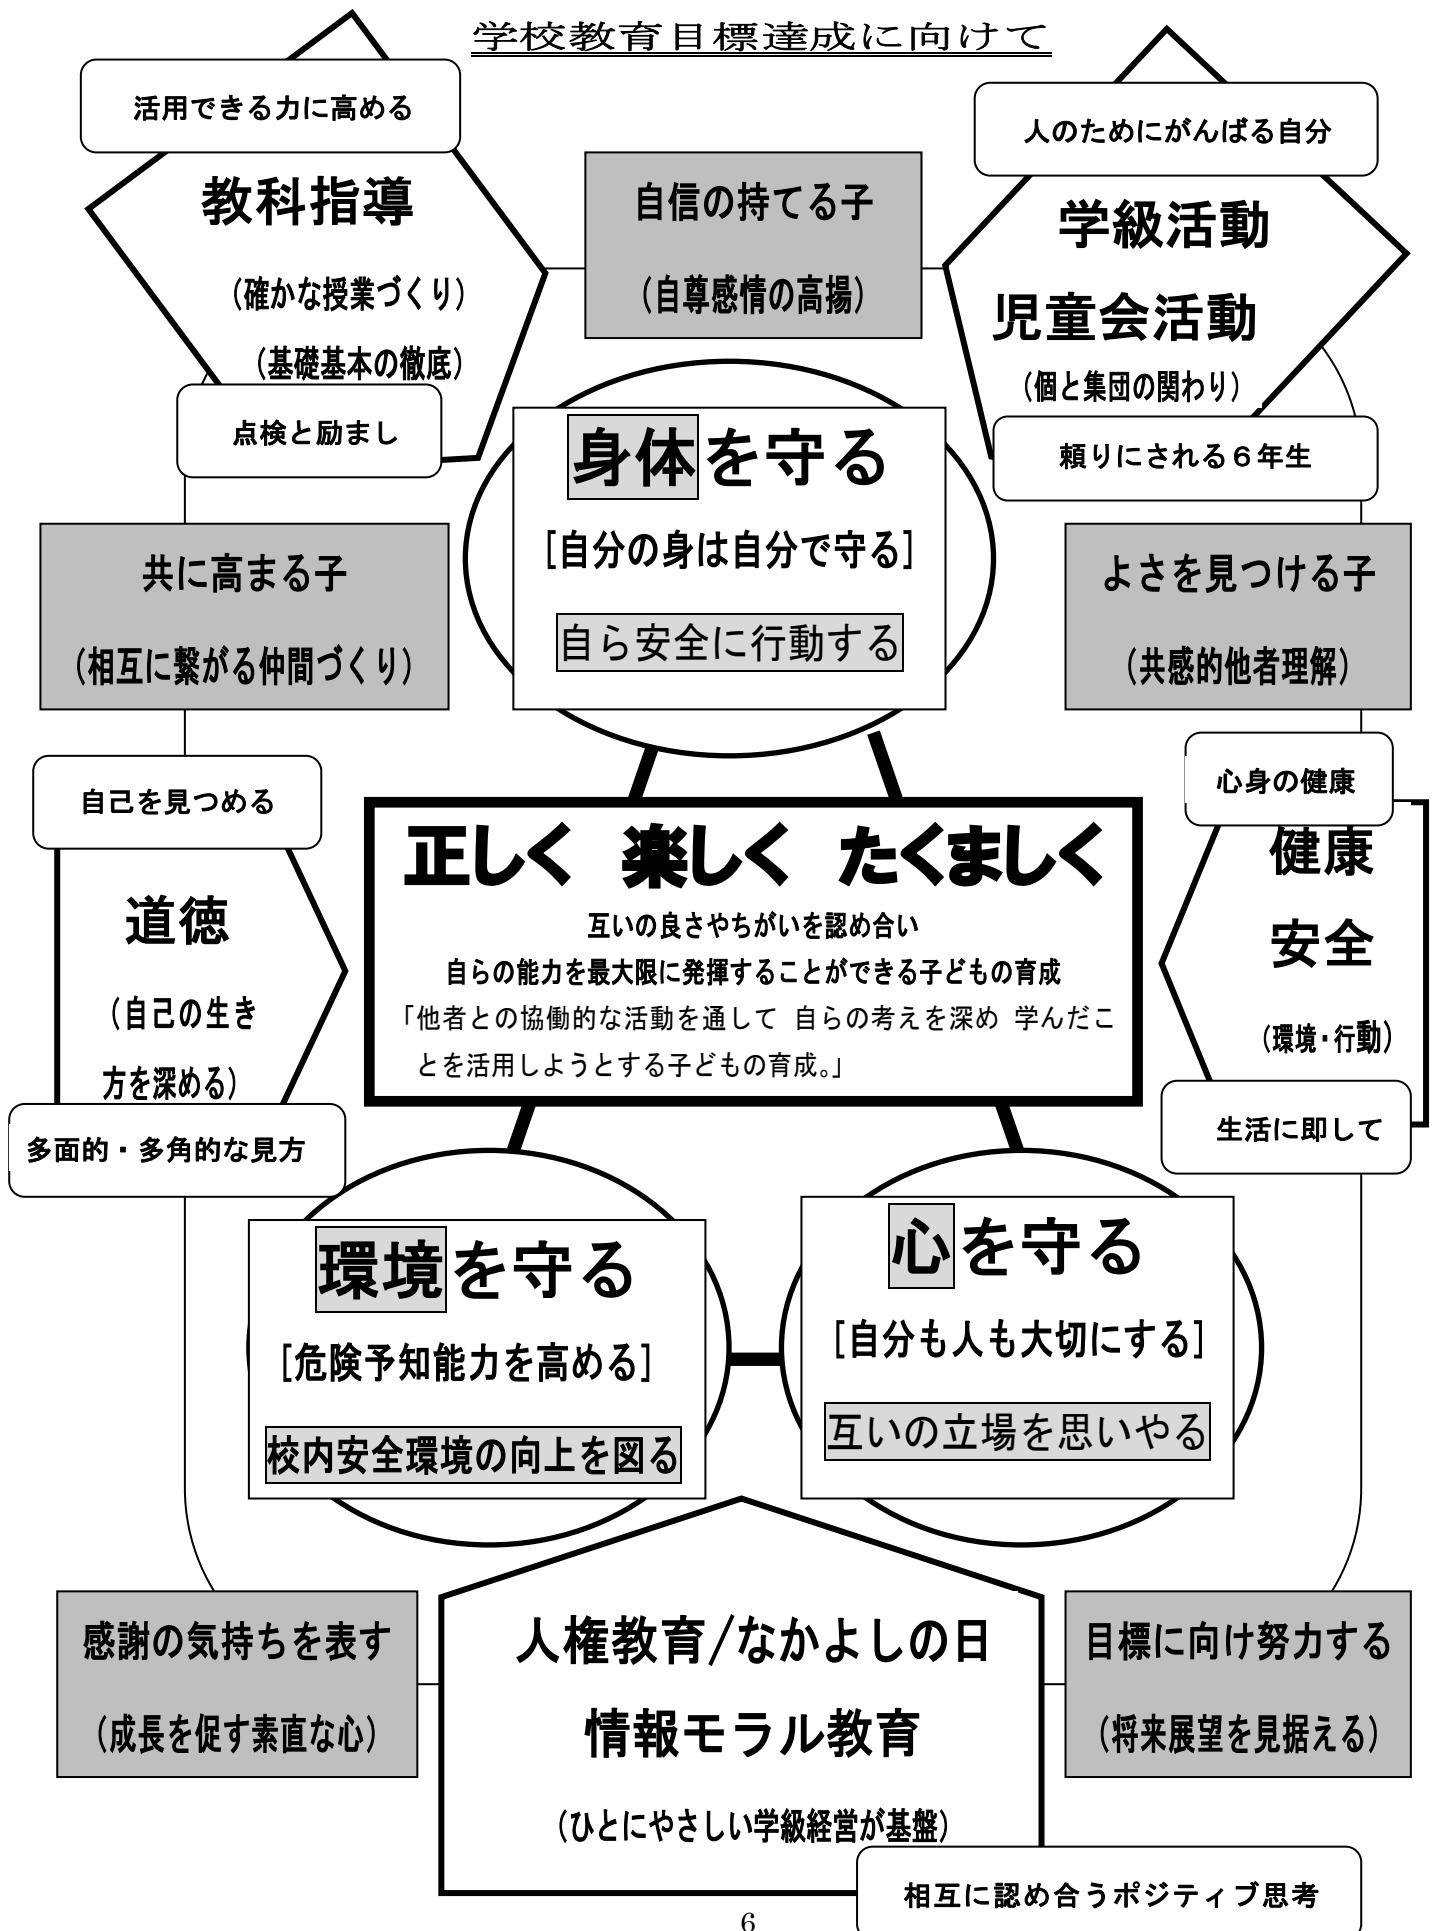 学校教育目標達成に向けて
活用できる力に高める
教科指導
（確かな授業づくり）
（基礎基本の徹底）
点検と励まし
自信の持てる子
（自尊感情の高揚）
人のためにがんばる自分
学級活動
児童会活動
（個と集団の関わり）
頼りにされる６年生
身体を守る
[自分の身は自分で守る]
自ら安全に行動する
共に高まる子
（相互に繋がる仲間づくり）
よさを見つける子
（共感的他者理解）
自己を見つめる
道徳
（自己の生き
方を深める）
多面的・多角的な見方
正しく　楽しく　たくましく
互いの良さやちがいを認め合い
自らの能力を最大限に発揮することができる子どもの育成
「他者との協働的な活動を通して 自らの考えを深め 学んだこ
とを活用しようとする子どもの育成。」
心身の健康
健康
安全
（環境・行動）
生活に即して
環境を守る
[危険予知能力を高める]
校内安全環境の向上を図る
心を守る
[自分も人も大切にする]
互いの立場を思いやる
感謝の気持ちを表す
（成長を促す素直な心）
人権教育/なかよしの日
情報モラル教育
（ひとにやさしい学級経営が基盤）
目標に向け努力する
（将来展望を見据える）
相互に認め合うポジティブ思考
6